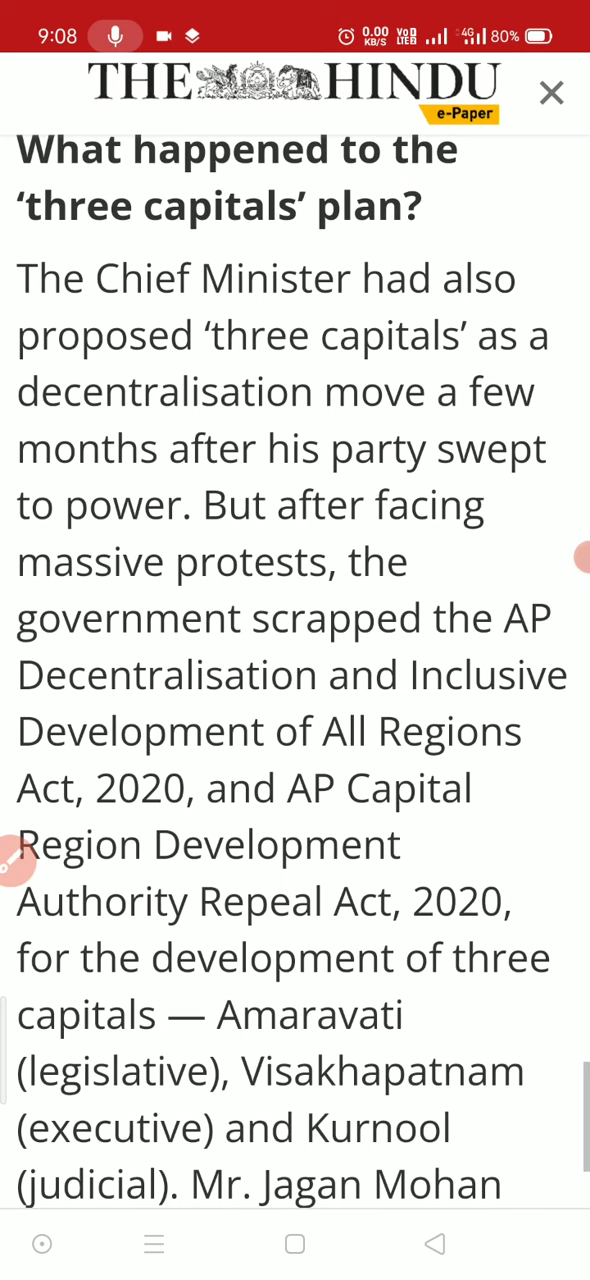 9:08 0.00 KB/S VoD LTE 4G 80%
THE HINDU
e-Paper
What happened to the
‘three capitals’ plan?
The Chief Minister had also
proposed ‘three capitals’ as a
decentralisation move a few
months after his party swept
to power. But after facing
massive protests, the
government scrapped the AP
Decentralisation and Inclusive
Development of All Regions
Act, 2020, and AP Capital
Region Development
Authority Repeal Act, 2020,
for the development of three
capitals — Amaravati
(legislative), Visakhapatnam
(executive) and Kurnool
(judicial). Mr. Jagan Mohan